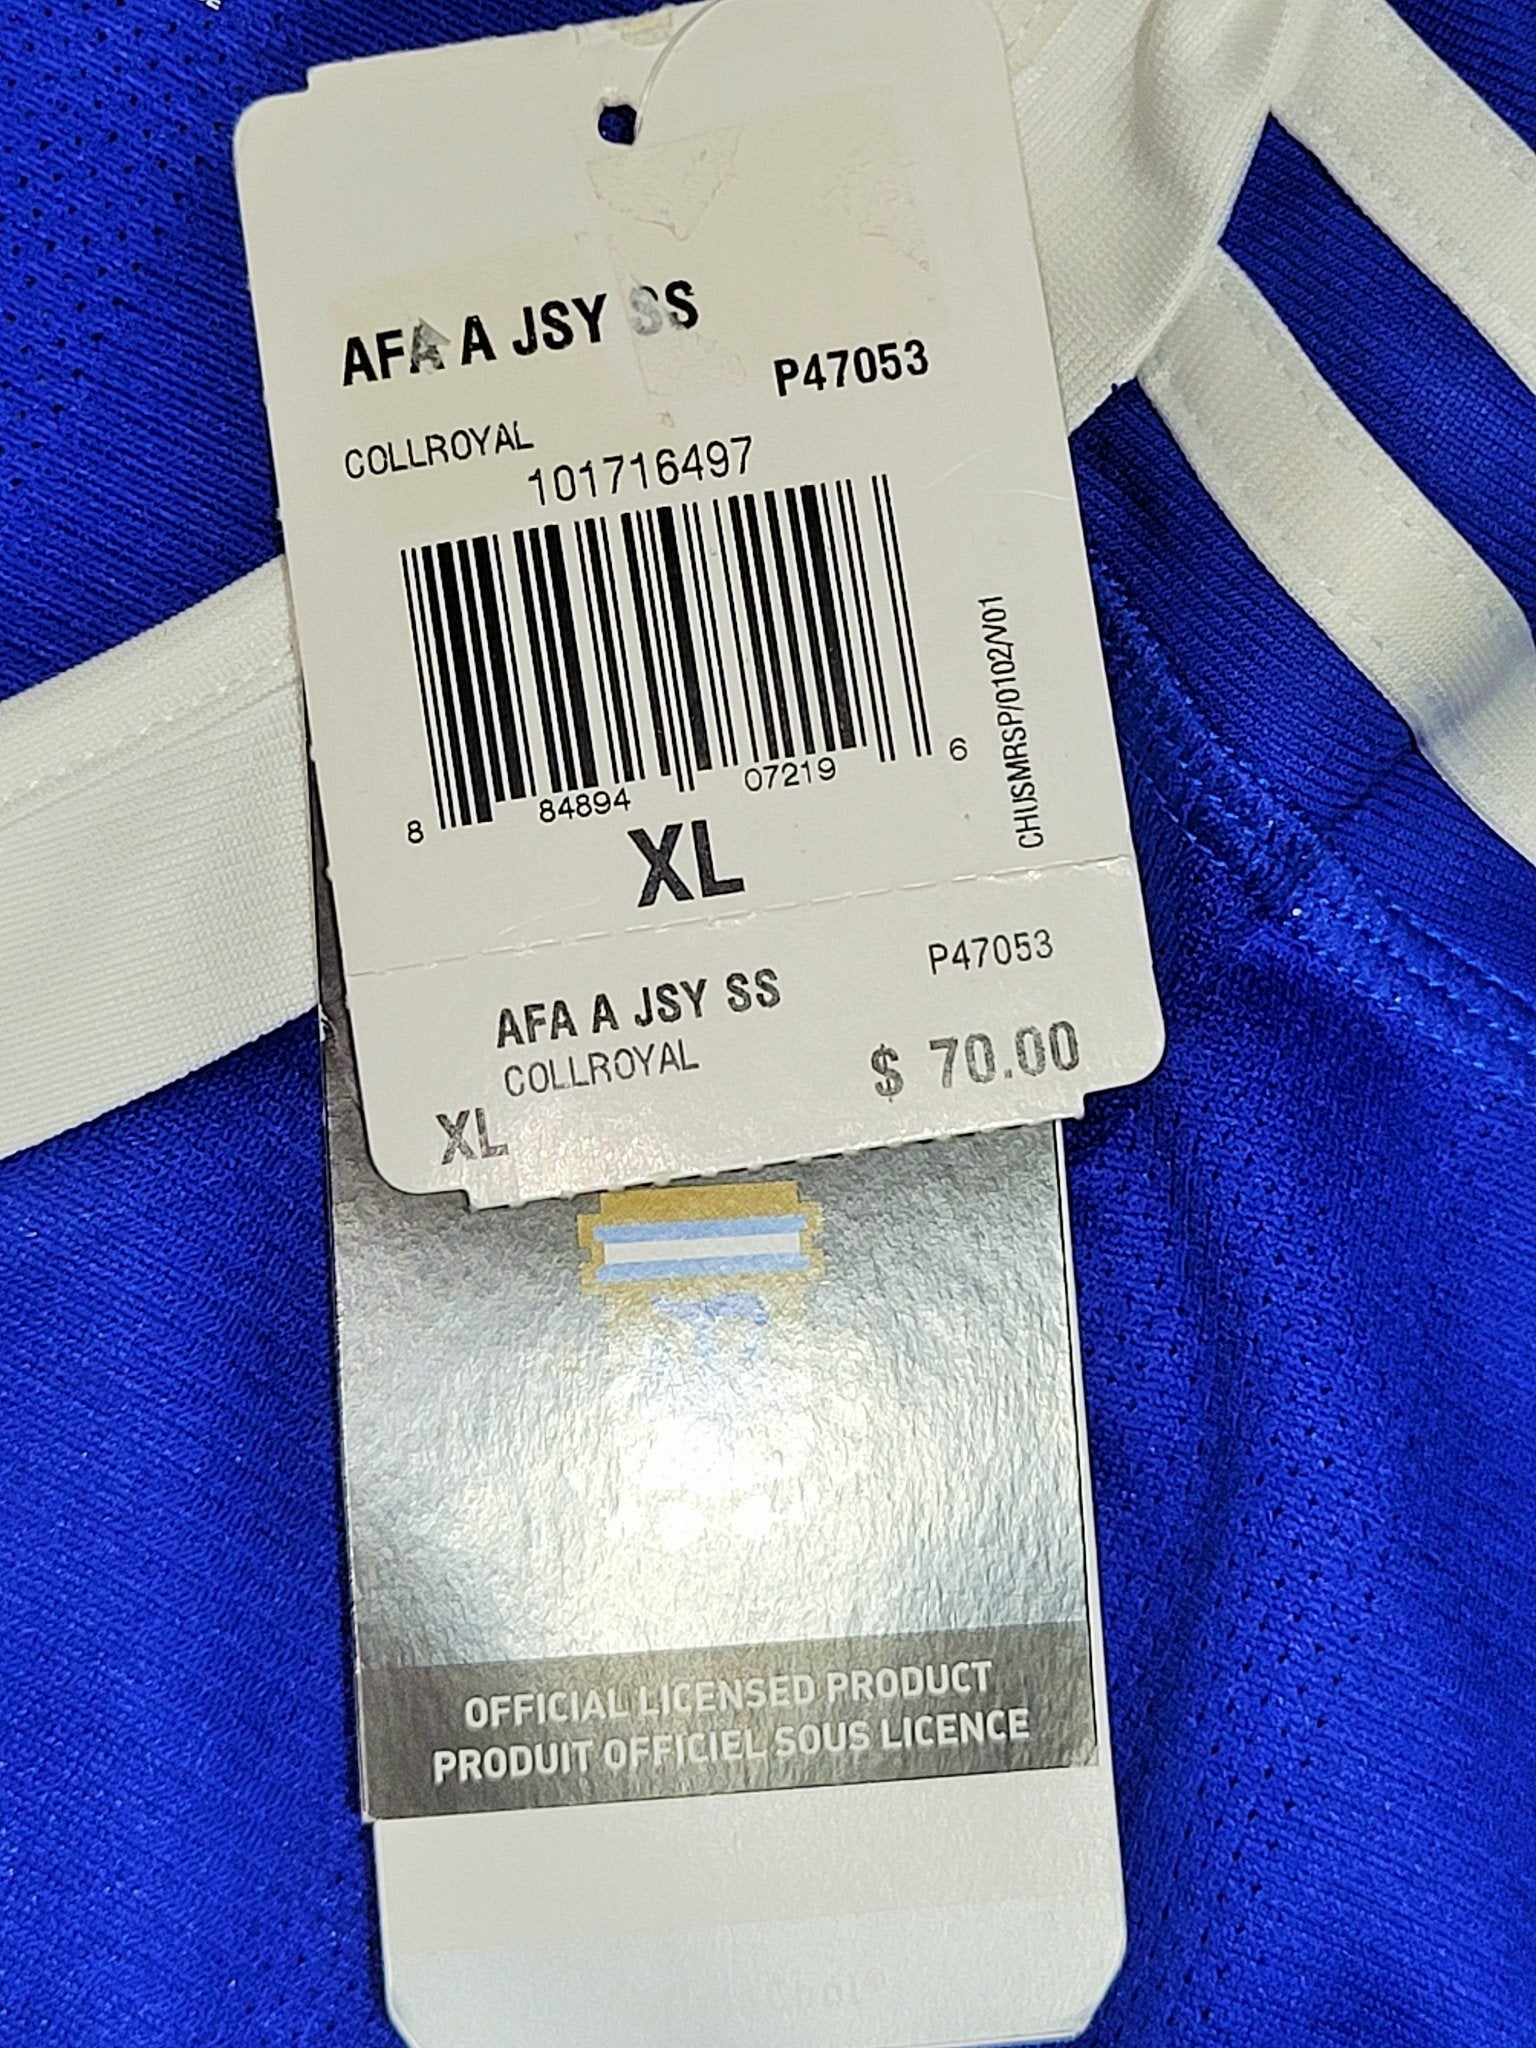 AFA A JSY SS
P47053
COLLROYAL
101716497
8 84894 07219 6
CHUSMRSP/0102/V01
XL
P47053
AFA A JSY SS
COLLROYAL
$ 70.00
XL
OFFICIAL LICENSED PRODUCT
PRODUIT OFFICIEL SOUS LICENCE